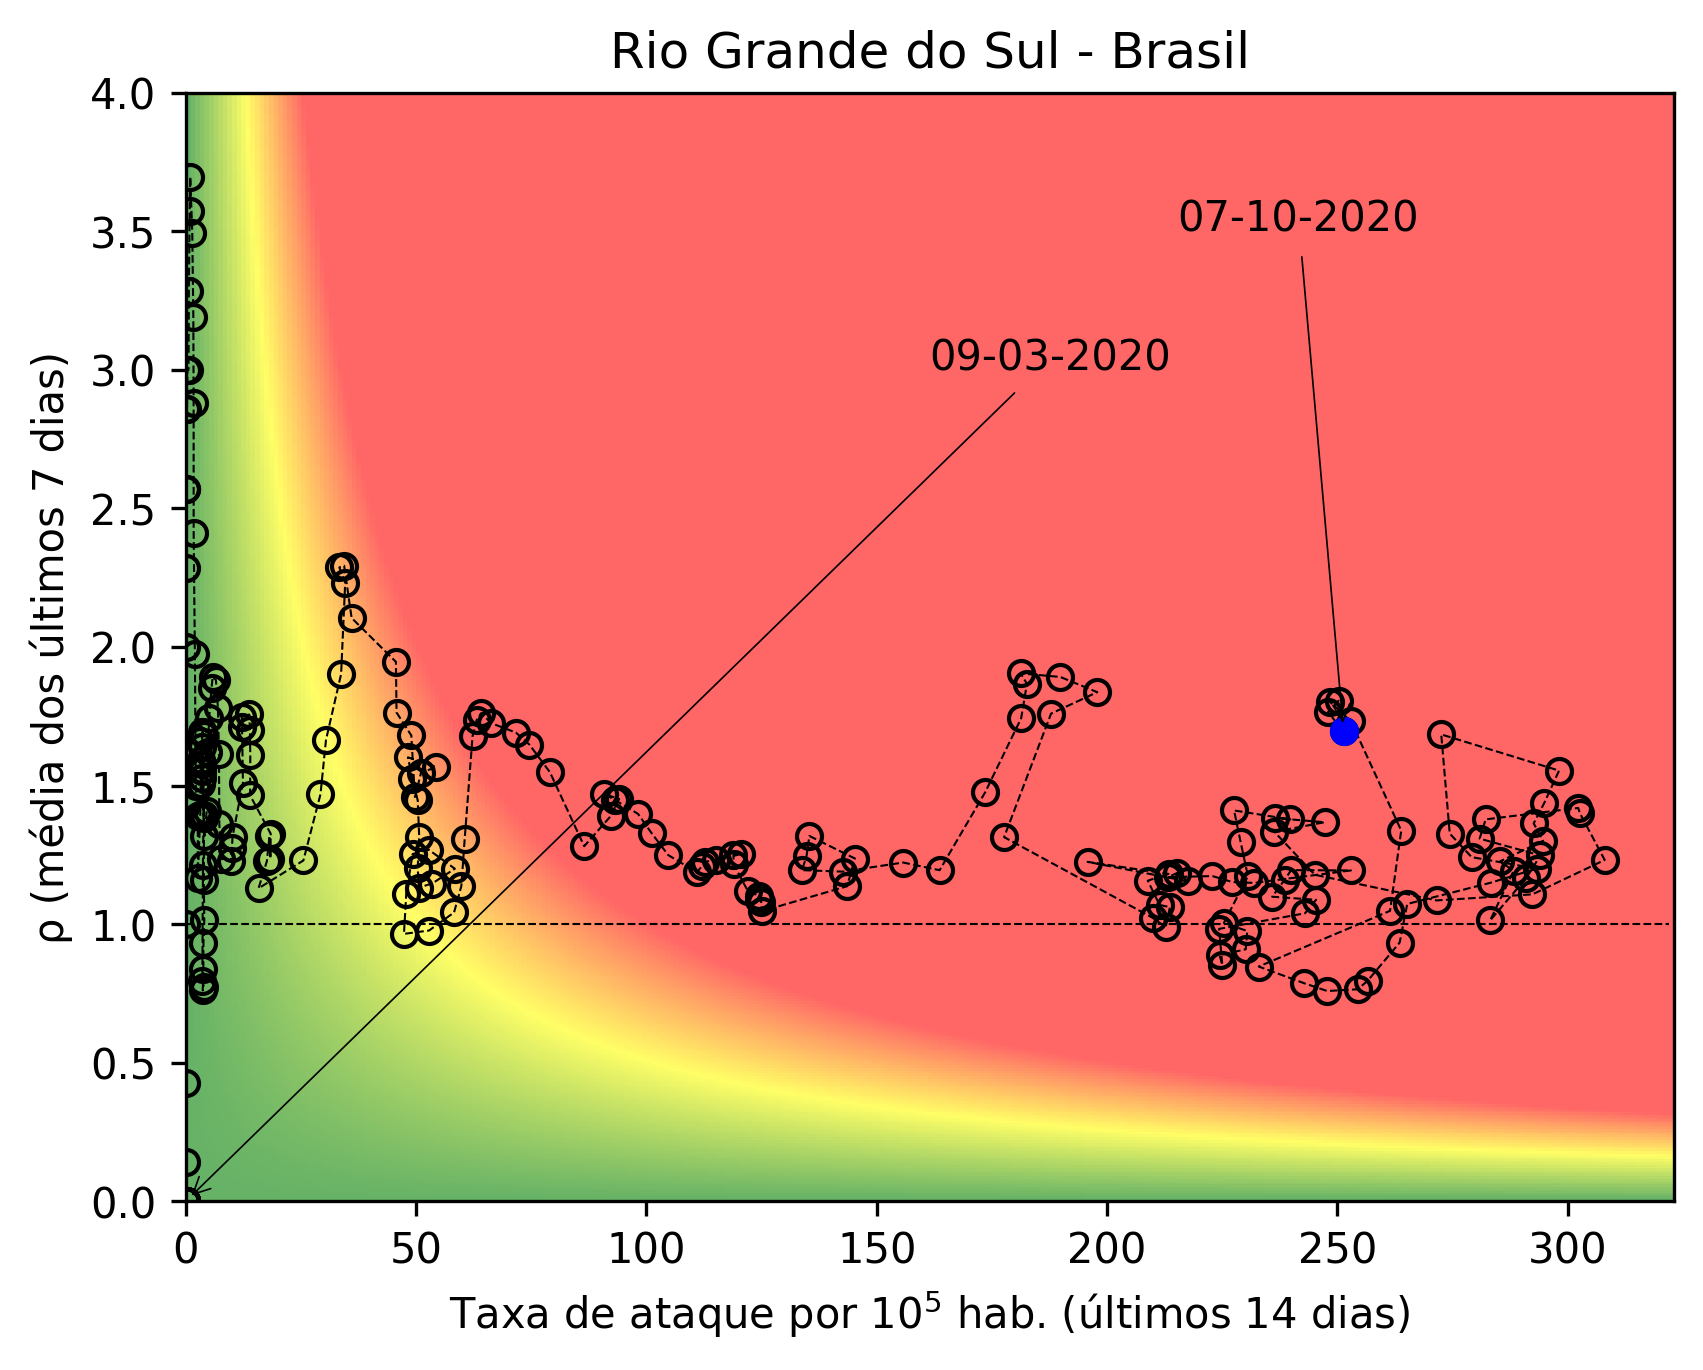 Rio Grande do Sul - Brasil
4.0
3.5
3.0
2.5
2.0
1.5
1.0
0.5
0.0
ρ (média dos últimos 7 dias)
07-10-2020
09-03-2020
0 50 100 150 200 250 300
Taxa de ataque por 10⁵ hab. (últimos 14 dias)